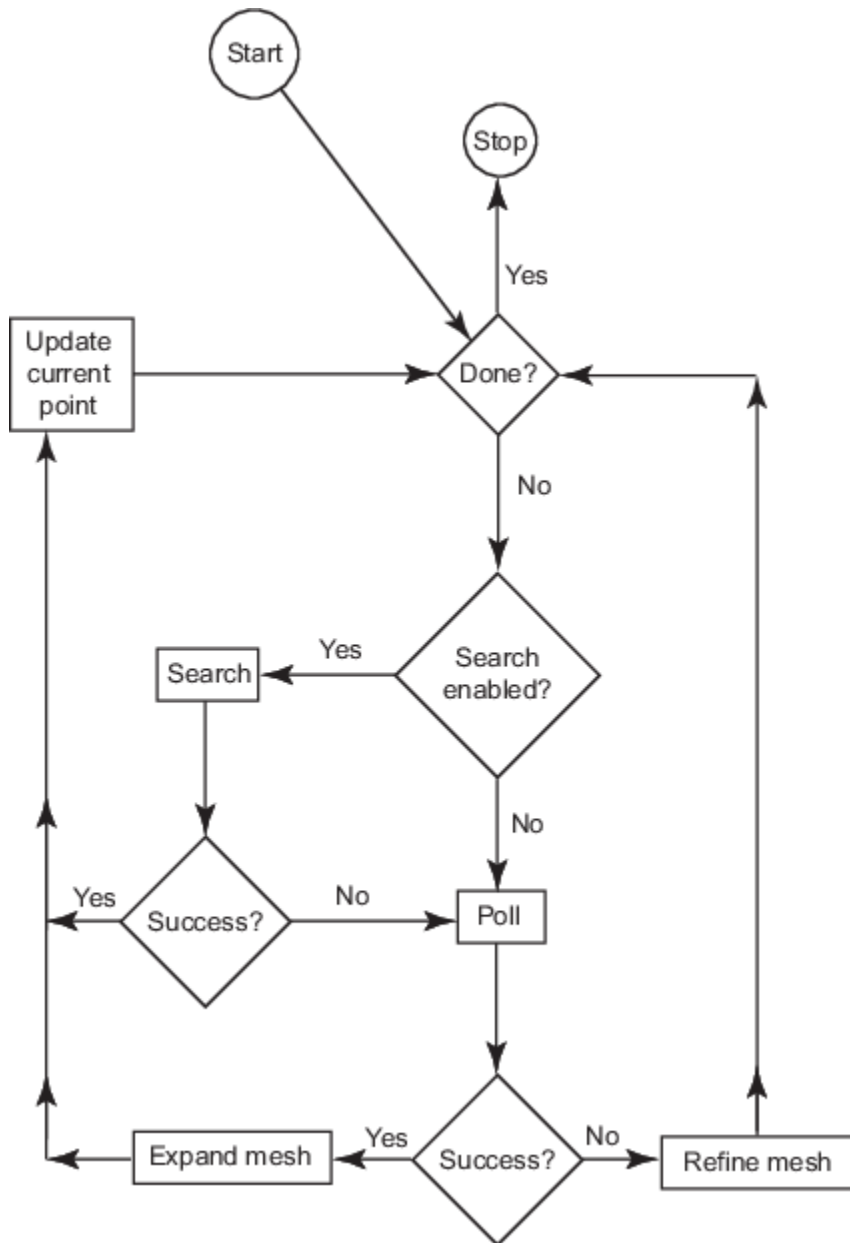 Start
Stop
Yes
Update
current
point
Done?
No
Yes
Search
Search
enabled?
No
Yes
Success?
No
Poll
Yes
Expand mesh
Success?
No
Refine mesh